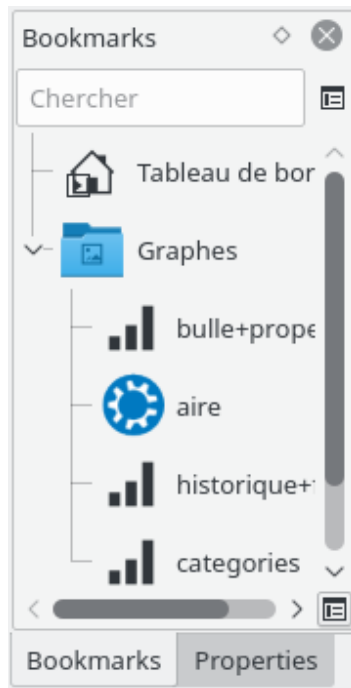 Bookmarks
Chercher
Tableau de bor
Graphes
bulle+prope
aire
historique+
categories
Bookmarks Properties